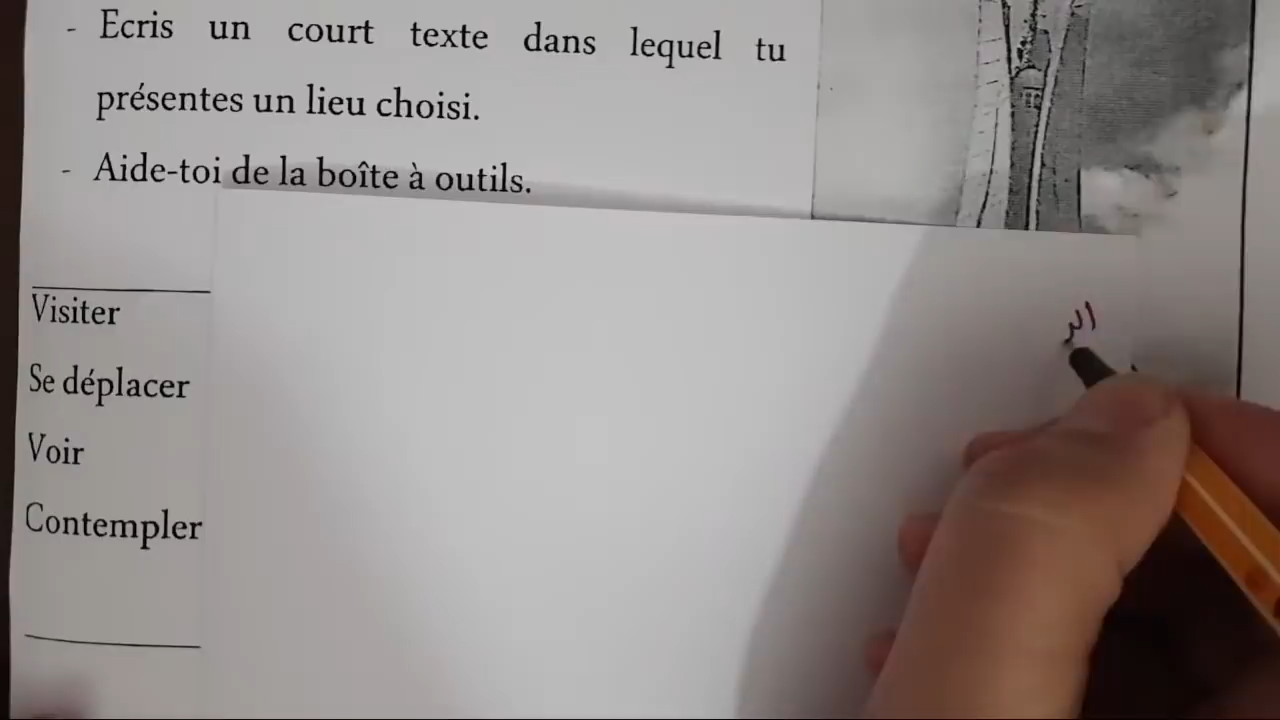 - Ecris un court texte dans lequel tu
présentes un lieu choisi.
- Aide-toi de la boîte à outils.
Visiter
Se déplacer
Voir
Contempler